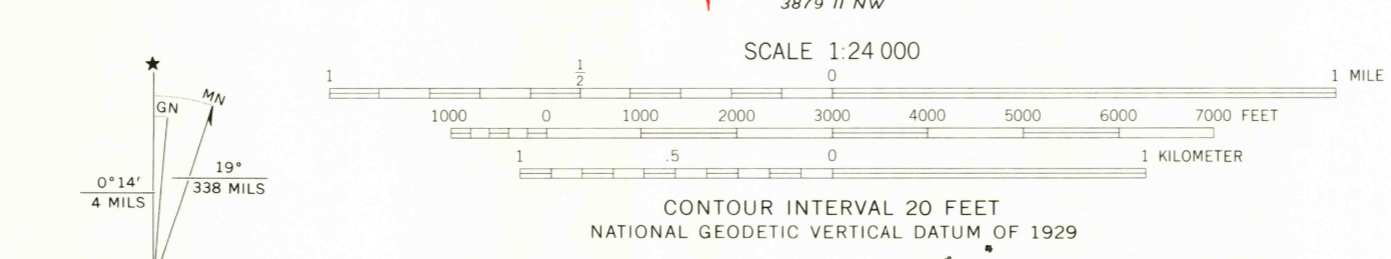 3879 II NW
SCALE 1:24 000
1 1/2 0 1 MILE
1000 0 1000 2000 3000 4000 5000 6000 7000 FEET
1 .5 0 1 KILOMETER
CONTOUR INTERVAL 20 FEET
NATIONAL GEODETIC VERTICAL DATUM OF 1929
★
GN
MN
0°14′
4 MILS
19°
338 MILS